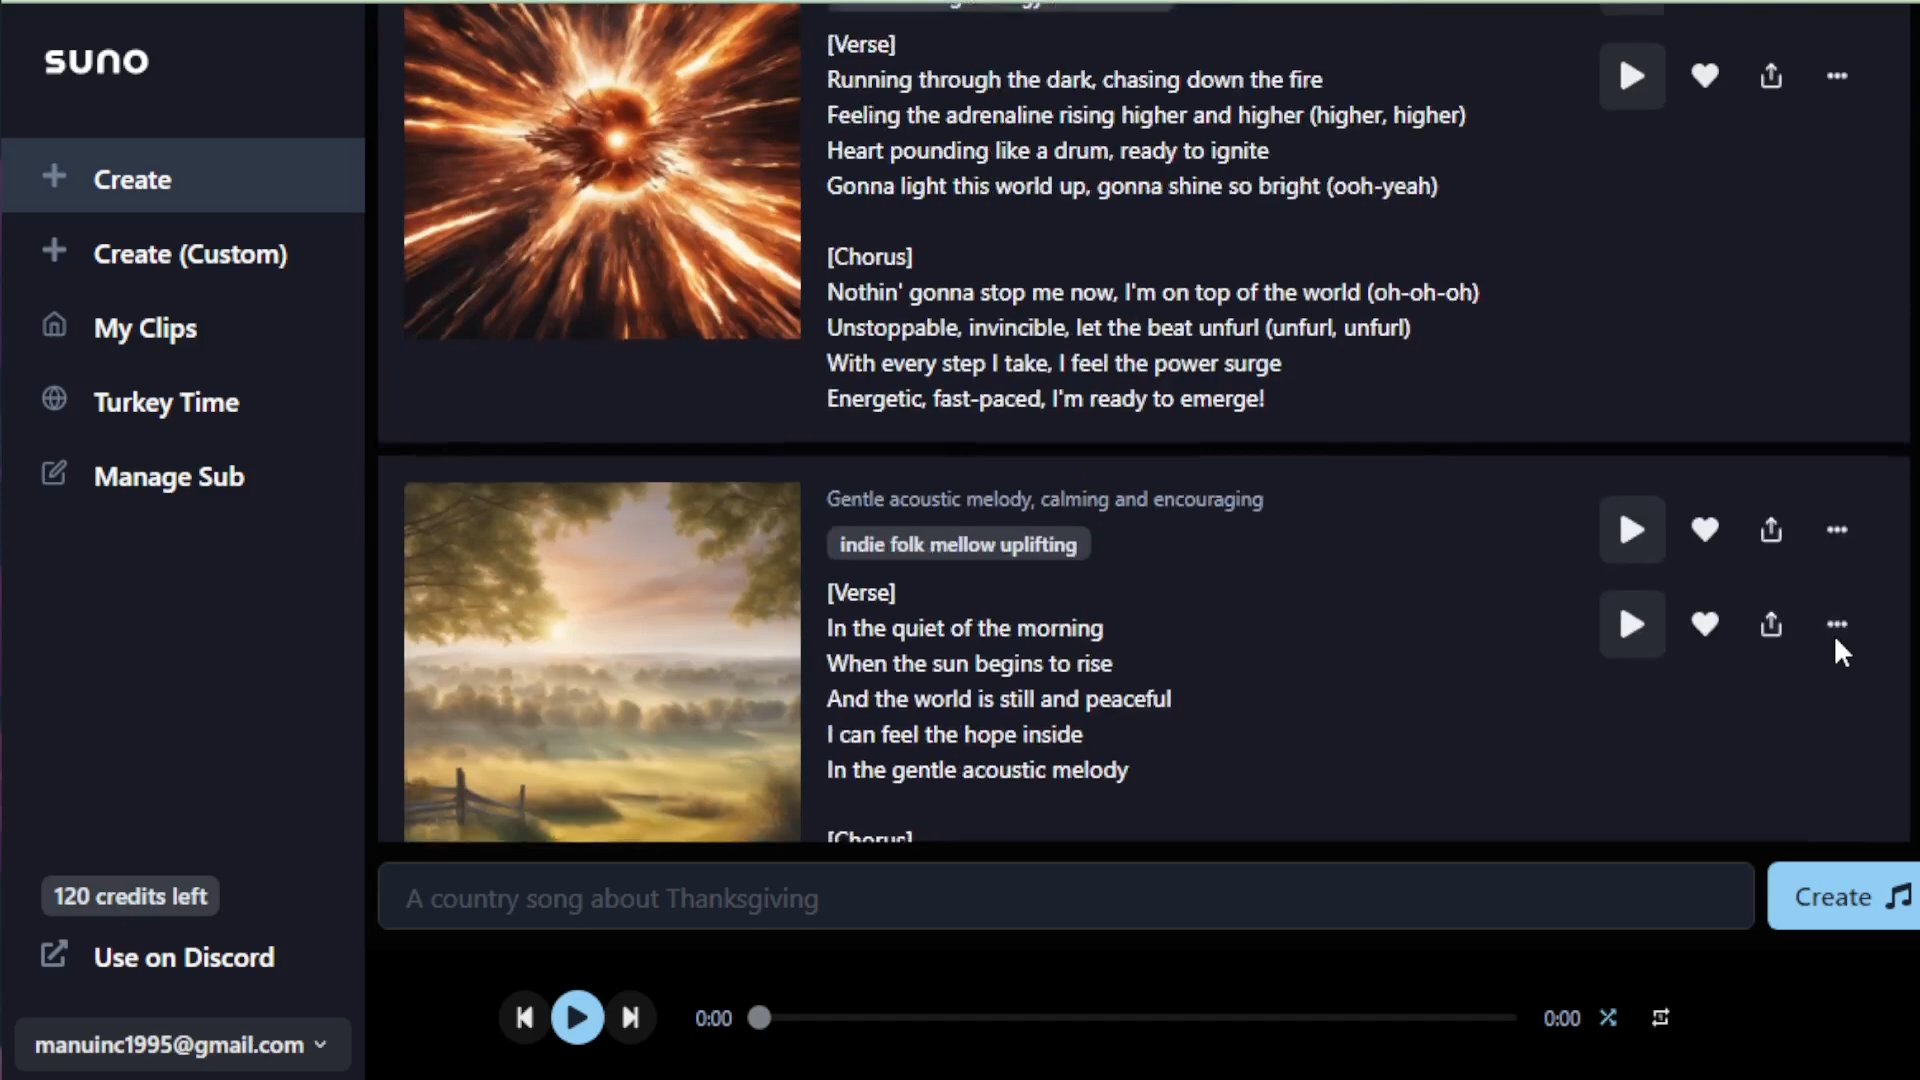 suno
Create
Create (Custom)
My Clips
Turkey Time
Manage Sub
120 credits left
Use on Discord
manuinc1995@gmail.com
[Verse]
Running through the dark, chasing down the fire
Feeling the adrenaline rising higher and higher (higher, higher)
Heart pounding like a drum, ready to ignite
Gonna light this world up, gonna shine so bright (ooh-yeah)
[Chorus]
Nothin' gonna stop me now, I'm on top of the world (oh-oh-oh)
Unstoppable, invincible, let the beat unfurl (unfurl, unfurl)
With every step I take, I feel the power surge
Energetic, fast-paced, I'm ready to emerge!
Gentle acoustic melody, calming and encouraging
indie folk mellow uplifting
[Verse]
In the quiet of the morning
When the sun begins to rise
And the world is still and peaceful
I can feel the hope inside
In the gentle acoustic melody
[Chorus]
A country song about Thanksgiving
Create
0:00
0:00